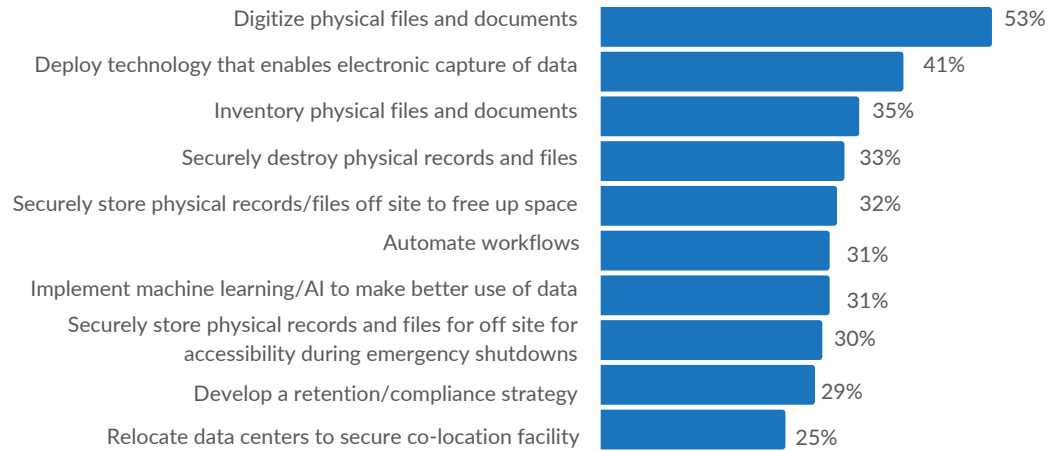 Digitize physical files and documents 53%
Deploy technology that enables electronic capture of data 41%
Inventory physical files and documents 35%
Securely destroy physical records and files 33%
Securely store physical records/files off site to free up space 32%
Automate workflows 31%
Implement machine learning/AI to make better use of data 31%
Securely store physical records and files for off site for
accessibility during emergency shutdowns 30%
Develop a retention/compliance strategy 29%
Relocate data centers to secure co-location facility 25%